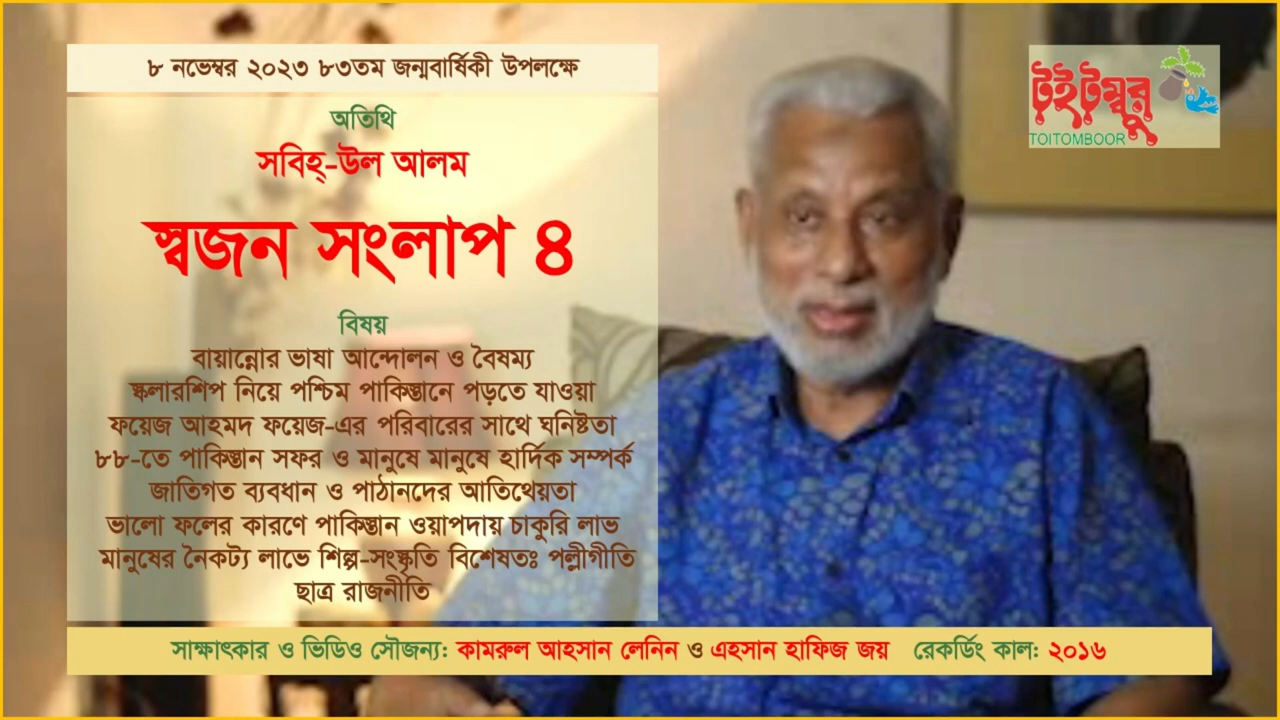 ৮ নভেম্বর ২০২৩ ৮৩তম জন্মবার্ষিকী উপলক্ষে
টইটম্বুর
TOITOMBOOR
অতিথি
সবিহ্-উল আলম
স্বজন সংলাপ ৪
বিষয়
বায়ান্নোর ভাষা আন্দোলন ও বৈষম্য
স্কলারশিপ নিয়ে পশ্চিম পাকিস্তানে পড়তে যাওয়া
ফয়েজ আহমদ ফয়েজ-এর পরিবারের সাথে ঘনিষ্টতা
৮৮-তে পাকিস্তান সফর ও মানুষে মানুষে হার্দিক সম্পর্ক
জাতিগত ব্যবধান ও পাঠানদের আতিথেয়তা
ভালো ফলের কারণে পাকিস্তান ওয়াপদায় চাকুরি লাভ
মানুষের নৈকট্য লাভে শিল্প-সংস্কৃতি বিশেষতঃ পল্লীগীতি
ছাত্র রাজনীতি
সাক্ষাৎকার ও ভিডিও সৌজন্য: কামরুল আহসান লেনিন ও এহসান হাফিজ জয় রেকর্ডিং কাল: ২০১৬